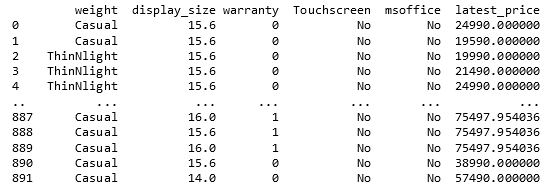 weight display_size warranty Touchscreen msoffice latest_price
0 Casual 15.6 0 No No 24990.000000
1 Casual 15.6 0 No No 19590.000000
2 ThinNlight 15.6 0 No No 19990.000000
3 ThinNlight 15.6 0 No No 21490.000000
4 ThinNlight 15.6 0 No No 24990.000000
.. ... ... ... ... ... ...
887 Casual 16.0 1 No No 75497.954036
888 Casual 15.6 1 No No 75497.954036
889 Casual 16.0 1 No No 75497.954036
890 Casual 15.6 0 No No 38990.000000
891 Casual 14.0 0 No No 57490.000000